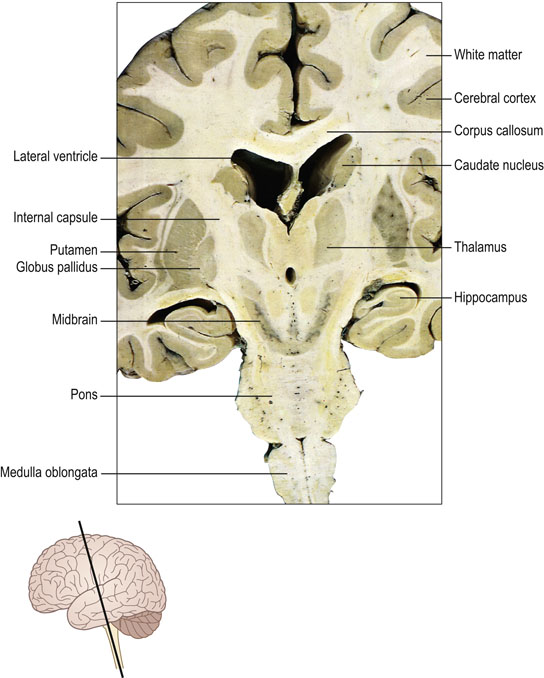 White matter
Cerebral cortex
Corpus callosum
Lateral ventricle
Caudate nucleus
Internal capsule
Putamen
Thalamus
Globus pallidus
Hippocampus
Midbrain
Pons
Medulla oblongata